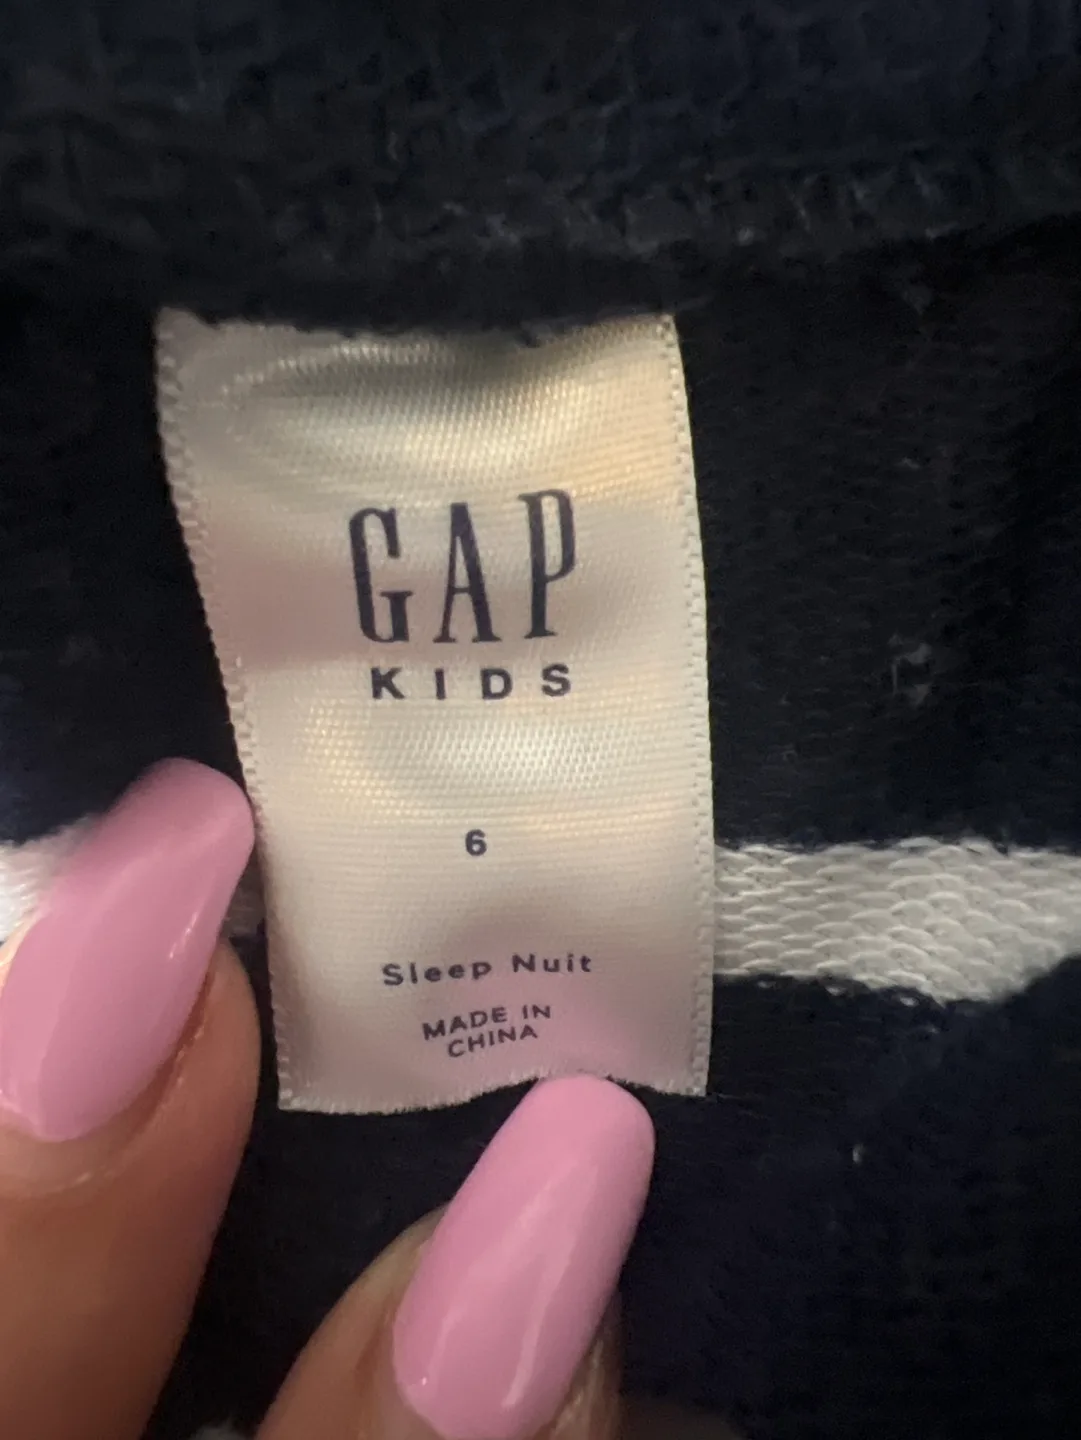 GAP
KIDS
6
Sleep Nuit
MADE IN
CHINA